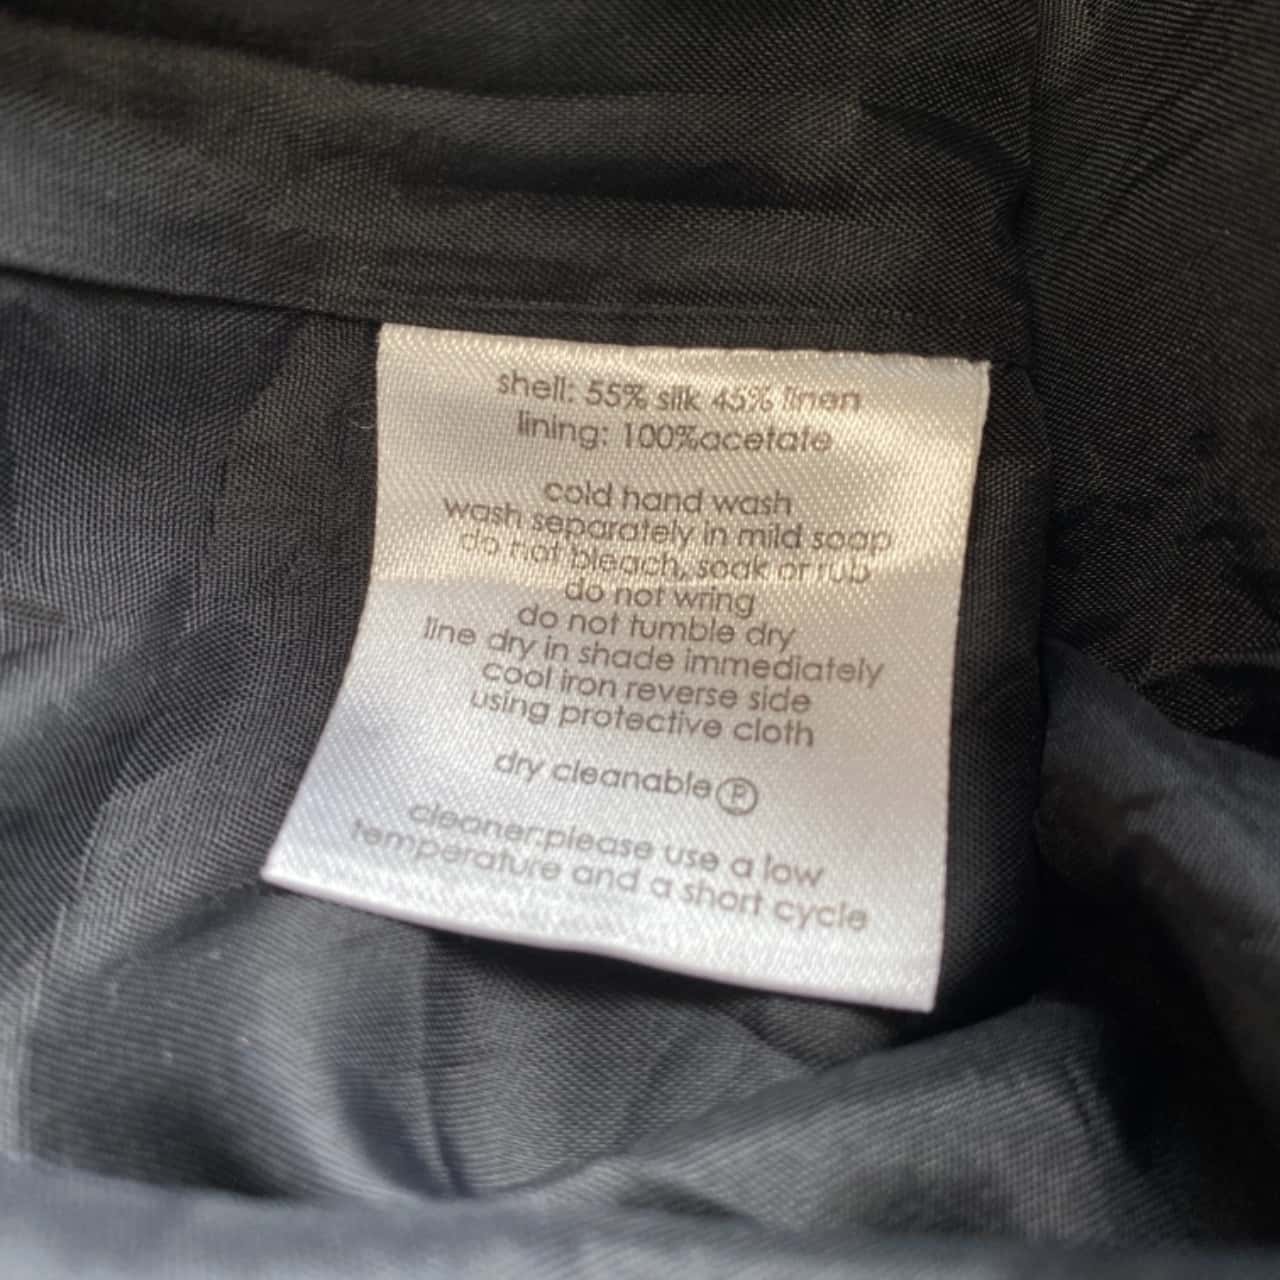 shell: 55% silk 45% linen
lining: 100%acetate
cold hand wash
wash separately in mild soap
do not bleach, soak or rub
do not wring
do not tumble dry
line dry in shade immediately
cool iron reverse side
using protective cloth
dry cleanable Ⓟ
cleaner:please use a low
temperature and a short cycle